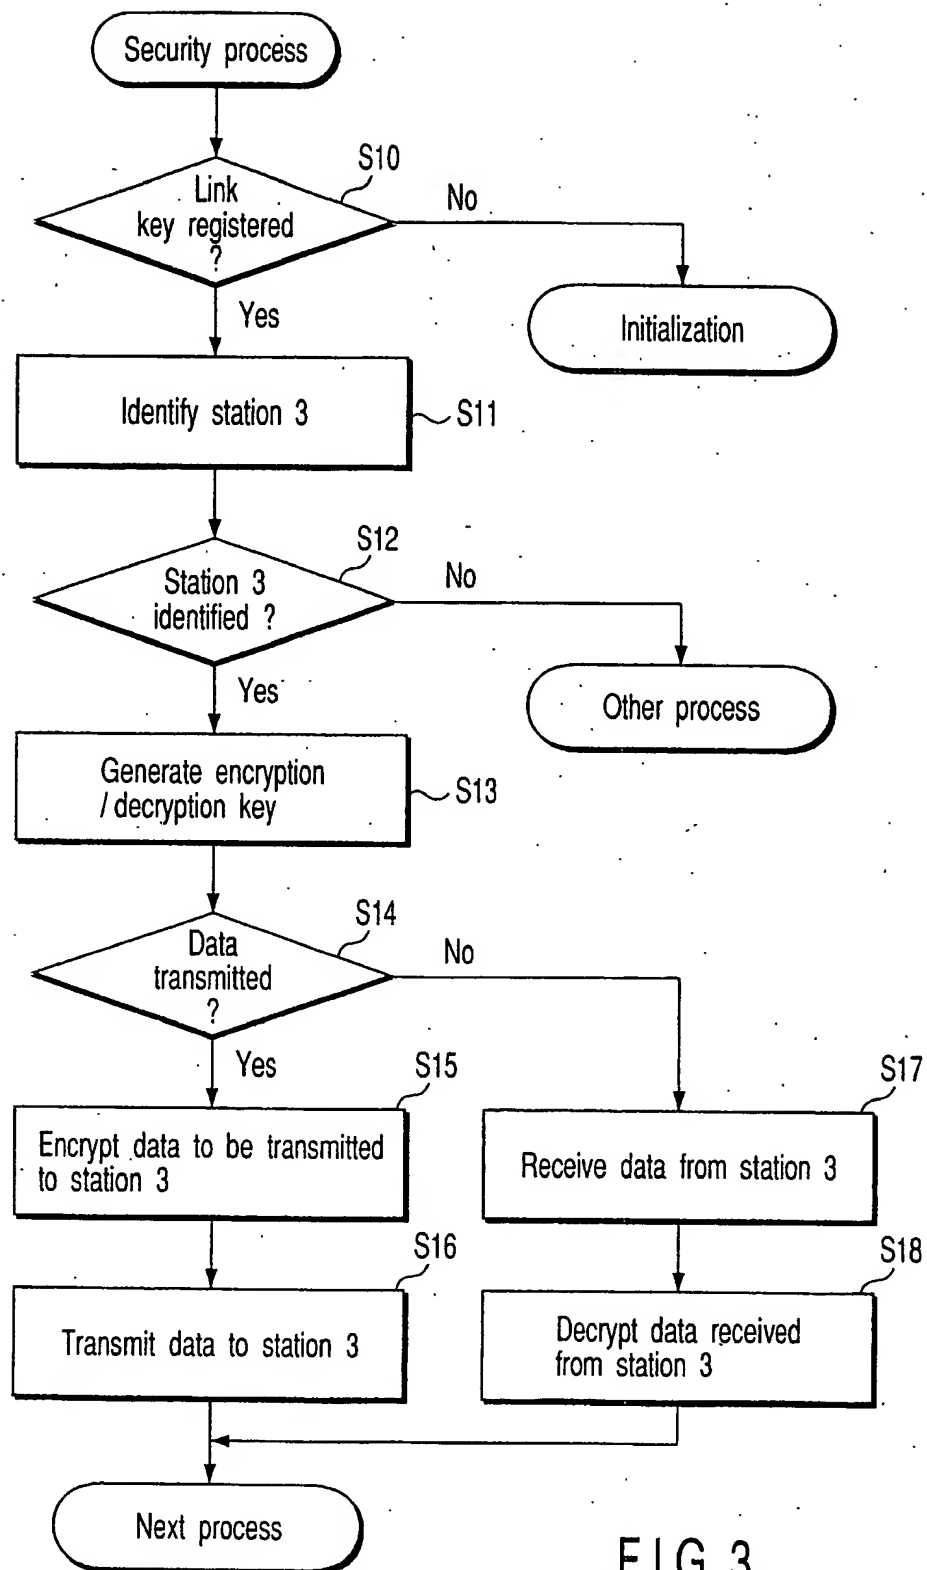 Security process
S10
Link
key registered
?
No
Yes
Initialization
Identify station 3
S11
S12
Station 3
identified ?
No
Yes
Other process
Generate encryption
/ decryption key
S13
S14
Data
transmitted
?
No
Yes
S15
S17
Encrypt data to be transmitted
to station 3
Receive data from station 3
S16
S18
Transmit data to station 3
Decrypt data received
from station 3
Next process
FIG. 3